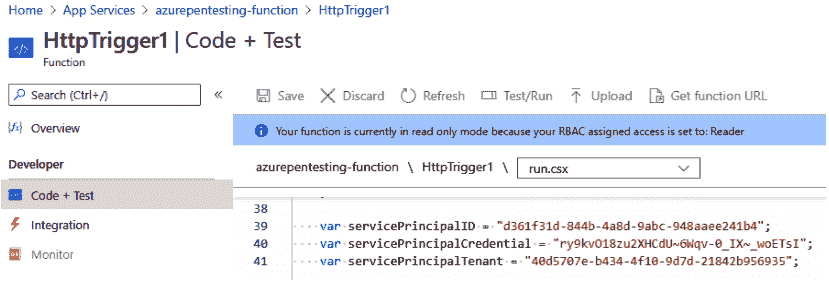 Home > App Services > azurepentesting-function > HttpTrigger1
HttpTrigger1 | Code + Test
Function
Search (Ctrl+/)
«
Save Discard Refresh Test/Run Upload Get function URL
Overview
Your function is currently in read only mode because your RBAC assigned access is set to: Reader
Developer
azurepentesting-function \ HttpTrigger1 \ run.csx
Code + Test
Integration
Monitor
38
39 var servicePrincipalID = "d361f31d-844b-4a8d-9abc-948aaee241b4";
40 var servicePrincipalCredential = "ry9kvO18zu2XHCdU~6Wqv-0_IX~_woETsI";
41 var servicePrincipalTenant = "40d5707e-b434-4f10-9d7d-21842b956935";